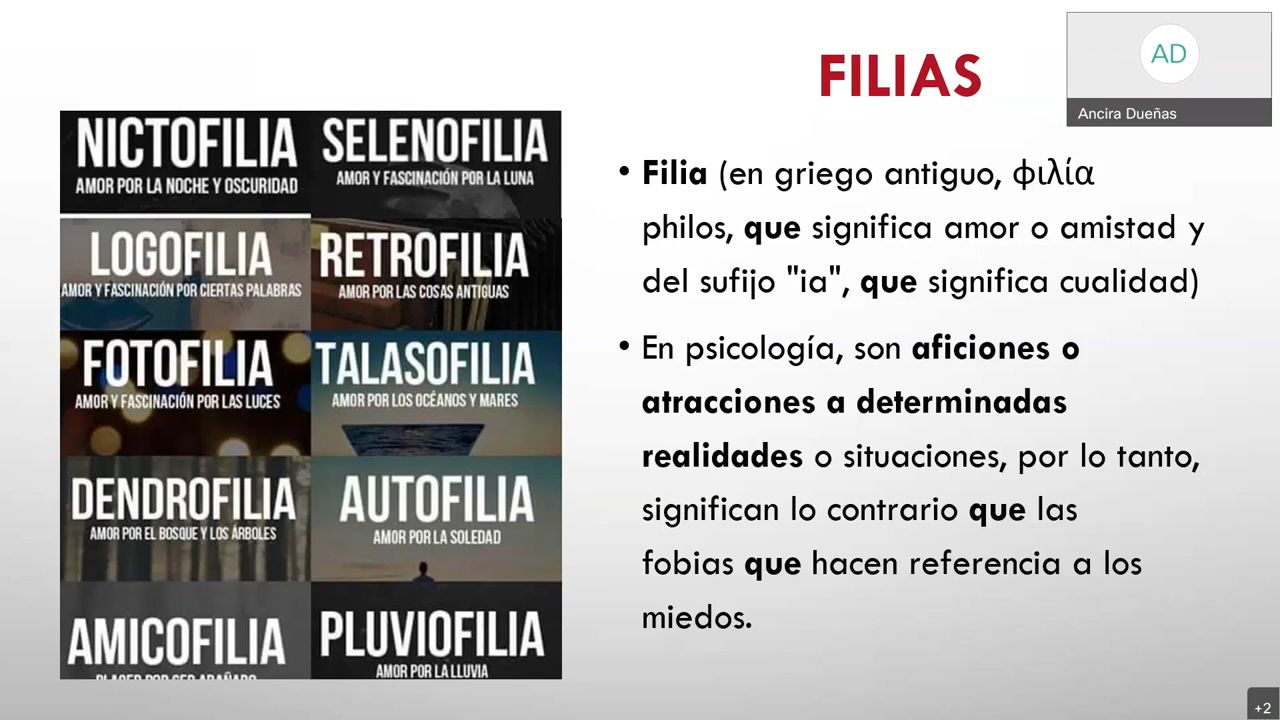 FILIAS
AD
Ancira Dueñas
NICTOFILIA
AMOR POR LA NOCHE Y OSCURIDAD
SELENOFILIA
AMOR Y FASCINACIÓN POR LA LUNA
LOGOFILIA
AMOR Y FASCINACIÓN POR CIERTAS PALABRAS
RETROFILIA
AMOR POR LAS COSAS ANTIGUAS
FOTOFILIA
AMOR Y FASCINACIÓN POR LAS LUCES
TALASOFILIA
AMOR POR LOS OCÉANOS Y MARES
DENDROFILIA
AMOR POR EL BOSQUE Y LOS ÁRBOLES
AUTOFILIA
AMOR POR LA SOLEDAD
AMICOFILIA
PLACER POR SER ARAÑADO
PLUVIOFILIA
AMOR POR LA LLUVIA
• Filia (en griego antiguo, φιλία
philos, que significa amor o amistad y
del sufijo "ia", que significa cualidad)
• En psicología, son aficiones o
atracciones a determinadas
realidades o situaciones, por lo tanto,
significan lo contrario que las
fobias que hacen referencia a los
miedos.
+2